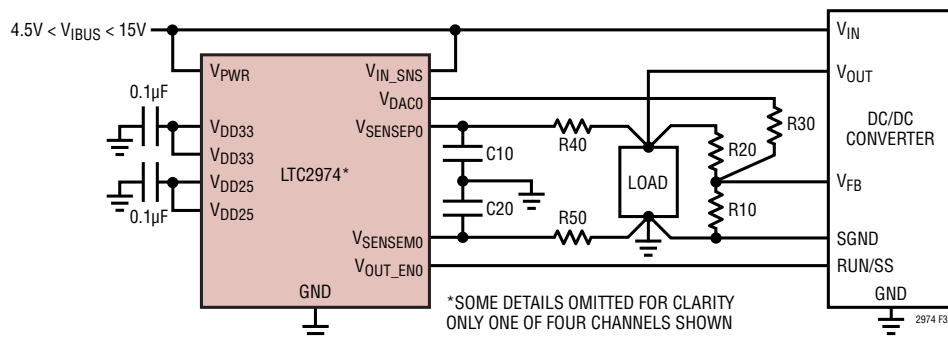 4.5V < VIBUS < 15V
VIN
VPWR
VIN_SNS
VOUT
0.1µF
VDAC0
R30
VDD33
VSENSEP0
R40
R20
DC/DC
CONVERTER
VDD33
C10
LTC2974*
LOAD
VFB
VDD25
C20
R10
VDD25
0.1µF
R50
VSENSEM0
SGND
VOUT_EN0
RUN/SS
GND
*SOME DETAILS OMITTED FOR CLARITY
ONLY ONE OF FOUR CHANNELS SHOWN
GND
2974 F3